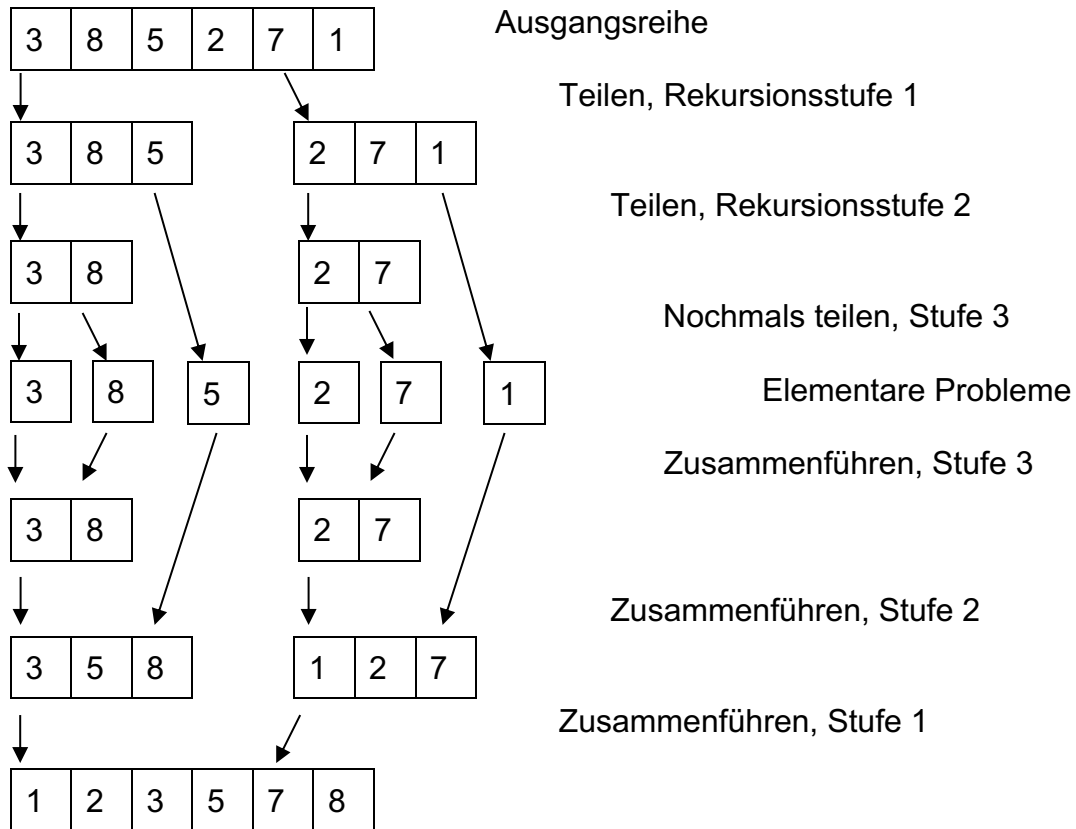 3 8 5 2 7 1 Ausgangsreihe
Teilen, Rekursionsstufe 1
3 8 5 2 7 1
Teilen, Rekursionsstufe 2
3 8 2 7
Nochmals teilen, Stufe 3
3 8 5 2 7 1 Elementare Probleme
Zusammenführen, Stufe 3
3 8 2 7
Zusammenführen, Stufe 2
3 5 8 1 2 7
Zusammenführen, Stufe 1
1 2 3 5 7 8